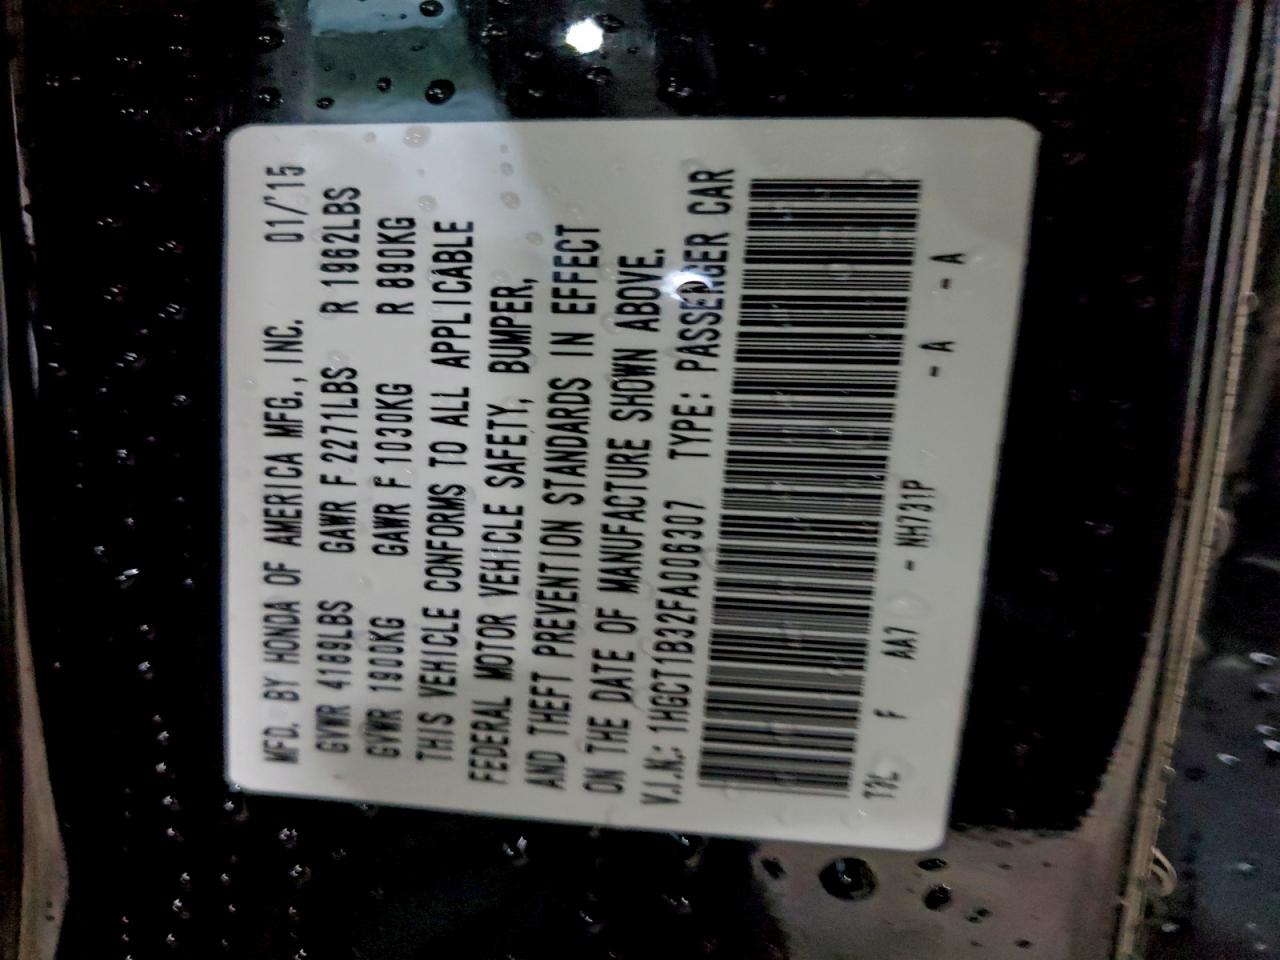 MFD. BY HONDA OF AMERICA MFG., INC. 01/'15
GVWR 4189LBS GAWR F 2271LBS R 1962LBS
GVWR 1900KG GAWR F 1030KG R 890KG
THIS VEHICLE CONFORMS TO ALL APPLICABLE
FEDERAL MOTOR VEHICLE SAFETY, BUMPER,
AND THEFT PREVENTION STANDARDS IN EFFECT
ON THE DATE OF MANUFACTURE SHOWN ABOVE.
V.I.N.: 1HGCT1B32FA006307 TYPE: PASSENGER CAR
T3L F AA7 - NH731P - A - A